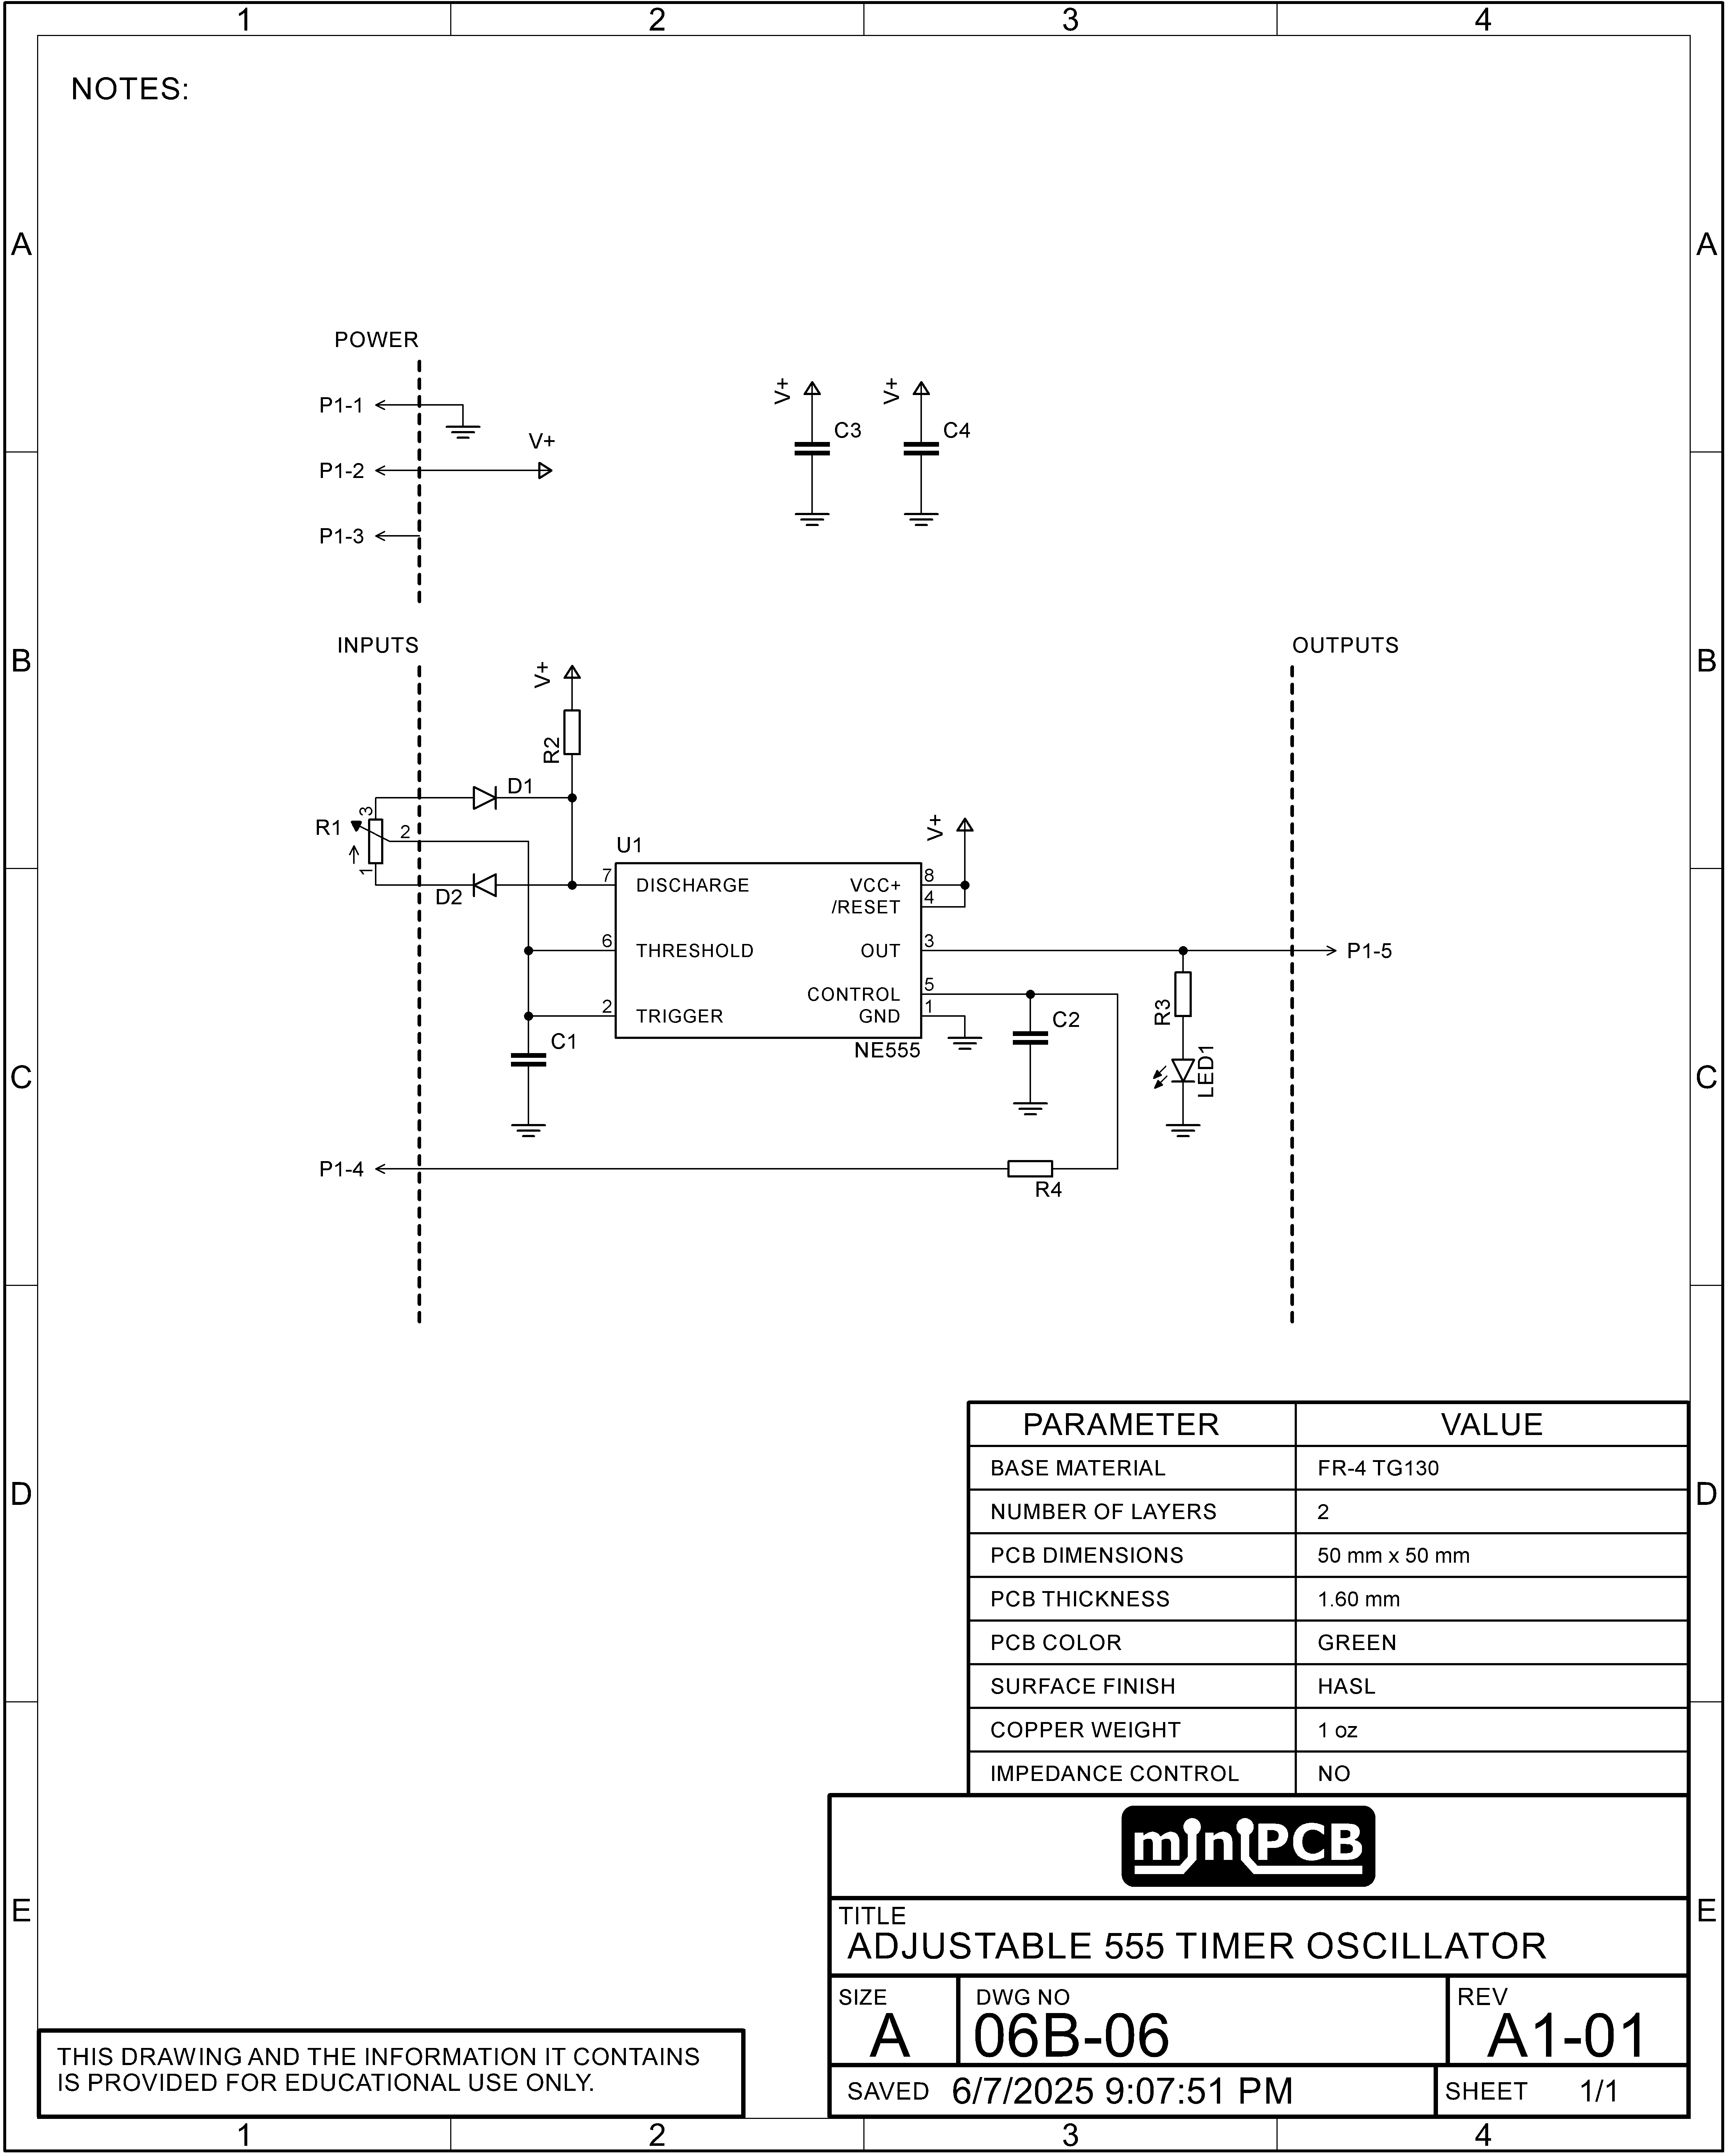 1 2 3 4
NOTES:
A A
POWER
P1-1
V+
P1-2
P1-3
V+ V+
C3 C4
B B
INPUTS OUTPUTS
V+
R2
D1
R1 3 2 1
D2
V+
U1
7 DISCHARGE VCC+ 8
/RESET 4
6 THRESHOLD OUT 3
P1-5
CONTROL 5
2 TRIGGER GND 1
NE555
C1
C2
R3
LED1
C C
P1-4
R4
PARAMETER VALUE
BASE MATERIAL FR-4 TG130
D D
NUMBER OF LAYERS 2
PCB DIMENSIONS 50 mm x 50 mm
PCB THICKNESS 1.60 mm
PCB COLOR GREEN
SURFACE FINISH HASL
COPPER WEIGHT 1 oz
IMPEDANCE CONTROL NO
miniPCB
E E
TITLE
ADJUSTABLE 555 TIMER OSCILLATOR
SIZE DWG NO REV
A 06B-06 A1-01
SAVED 6/7/2025 9:07:51 PM SHEET 1/1
THIS DRAWING AND THE INFORMATION IT CONTAINS
IS PROVIDED FOR EDUCATIONAL USE ONLY.
1 2 3 4